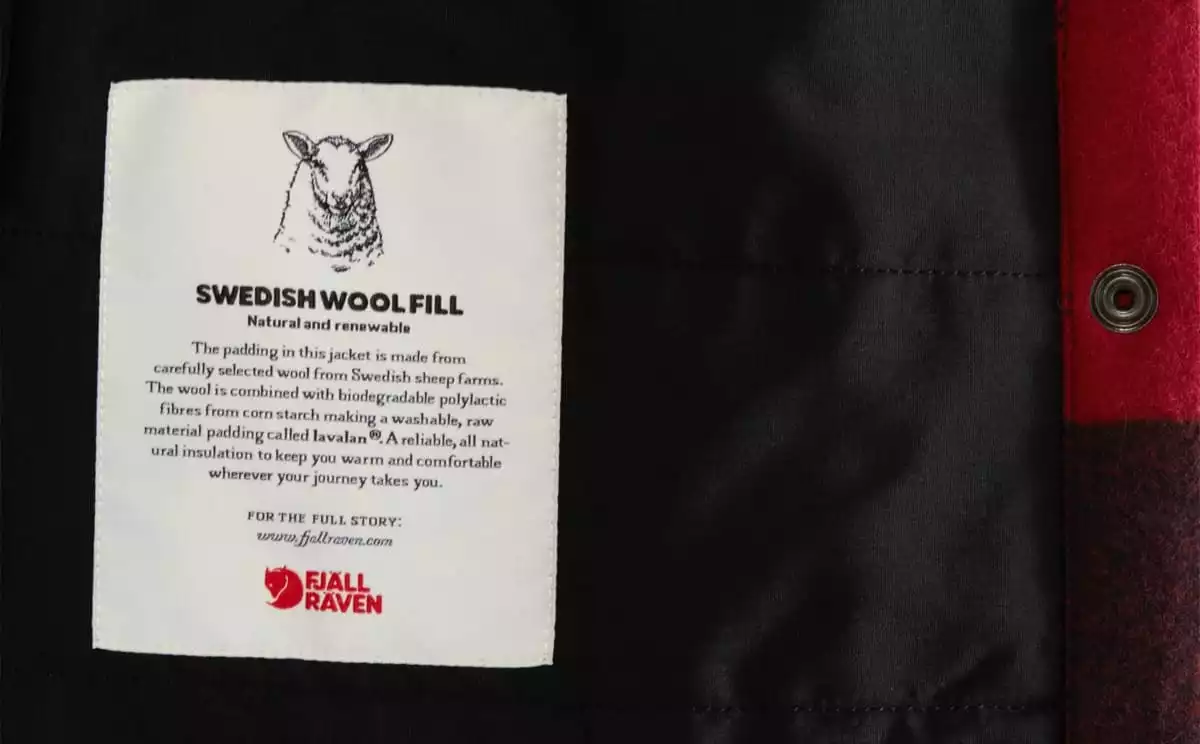 SWEDISH WOOL FILL
Natural and renewable
The padding in this jacket is made from
carefully selected wool from Swedish sheep farms.
The wool is combined with biodegradable polylactic
fibres from corn starch making a washable, raw
material padding called lavalan®. A reliable, all nat-
ural insulation to keep you warm and comfortable
wherever your journey takes you.
FOR THE FULL STORY:
www.fjallraven.com
FJÄLL
RÄVEN